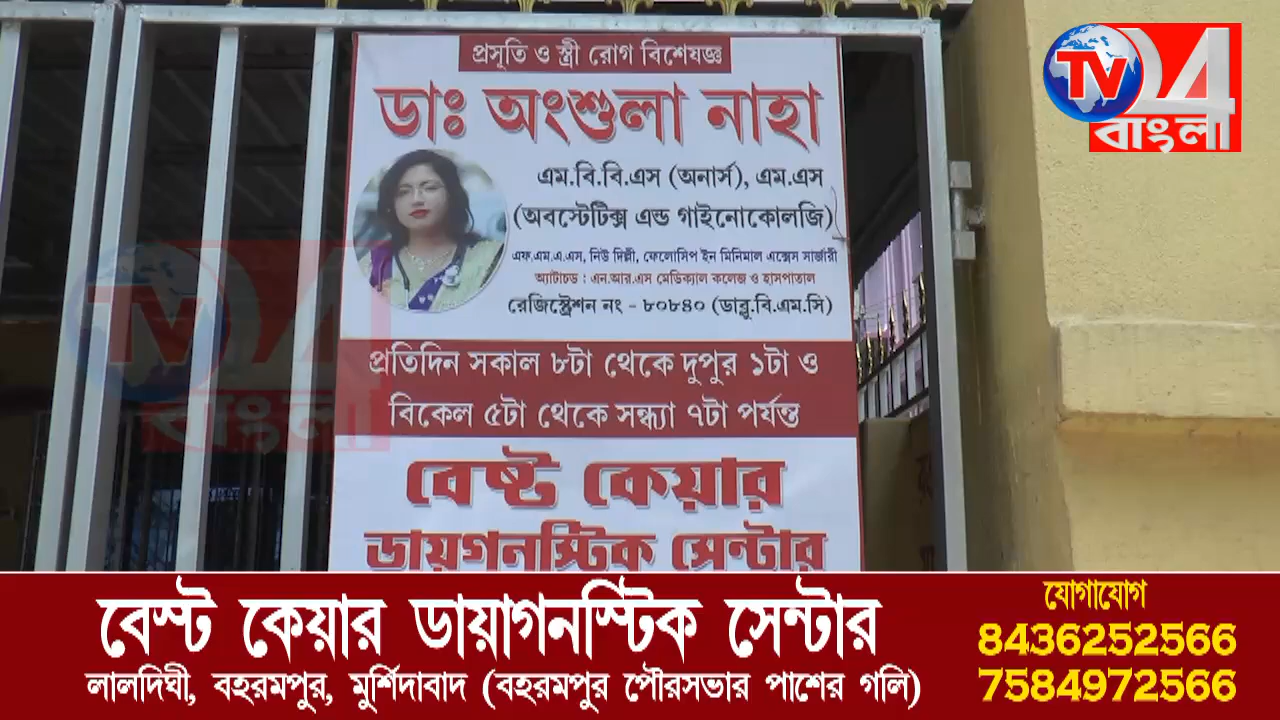 প্রসূতি ও স্ত্রী রোগ বিশেষজ্ঞ
ডাঃ অংশুলা নাহা
এম.বি.বি.এস (অনার্স), এম.এস
(অবস্টেটিক্স এন্ড গাইনোকোলজি)
এফ.এম.এ.এস, নিউ দিল্লী, ফেলোসিপ ইন মিনিমাল এক্সেস সার্জারী
অ্যাটাচড : এন.আর.এস মেডিক্যাল কলেজ ও হাসপাতাল
রেজিস্ট্রেশন নং - ৮০৮৪০ (ডাব্লু.বি.এম.সি)
প্রতিদিন সকাল ৮টা থেকে দুপুর ১টা ও
বিকেল ৫টা থেকে সন্ধ্যা ৭টা পর্যন্ত
বেষ্ট কেয়ার
ডায়গনস্টিক সেন্টার
TV 24
বাংলা
TV 24
বাংলা
বেস্ট কেয়ার ডায়াগনস্টিক সেন্টার
লালদিঘী, বহরমপুর, মুর্শিদাবাদ (বহরমপুর পৌরসভার পাশের গলি)
যোগাযোগ
8436252566
7584972566